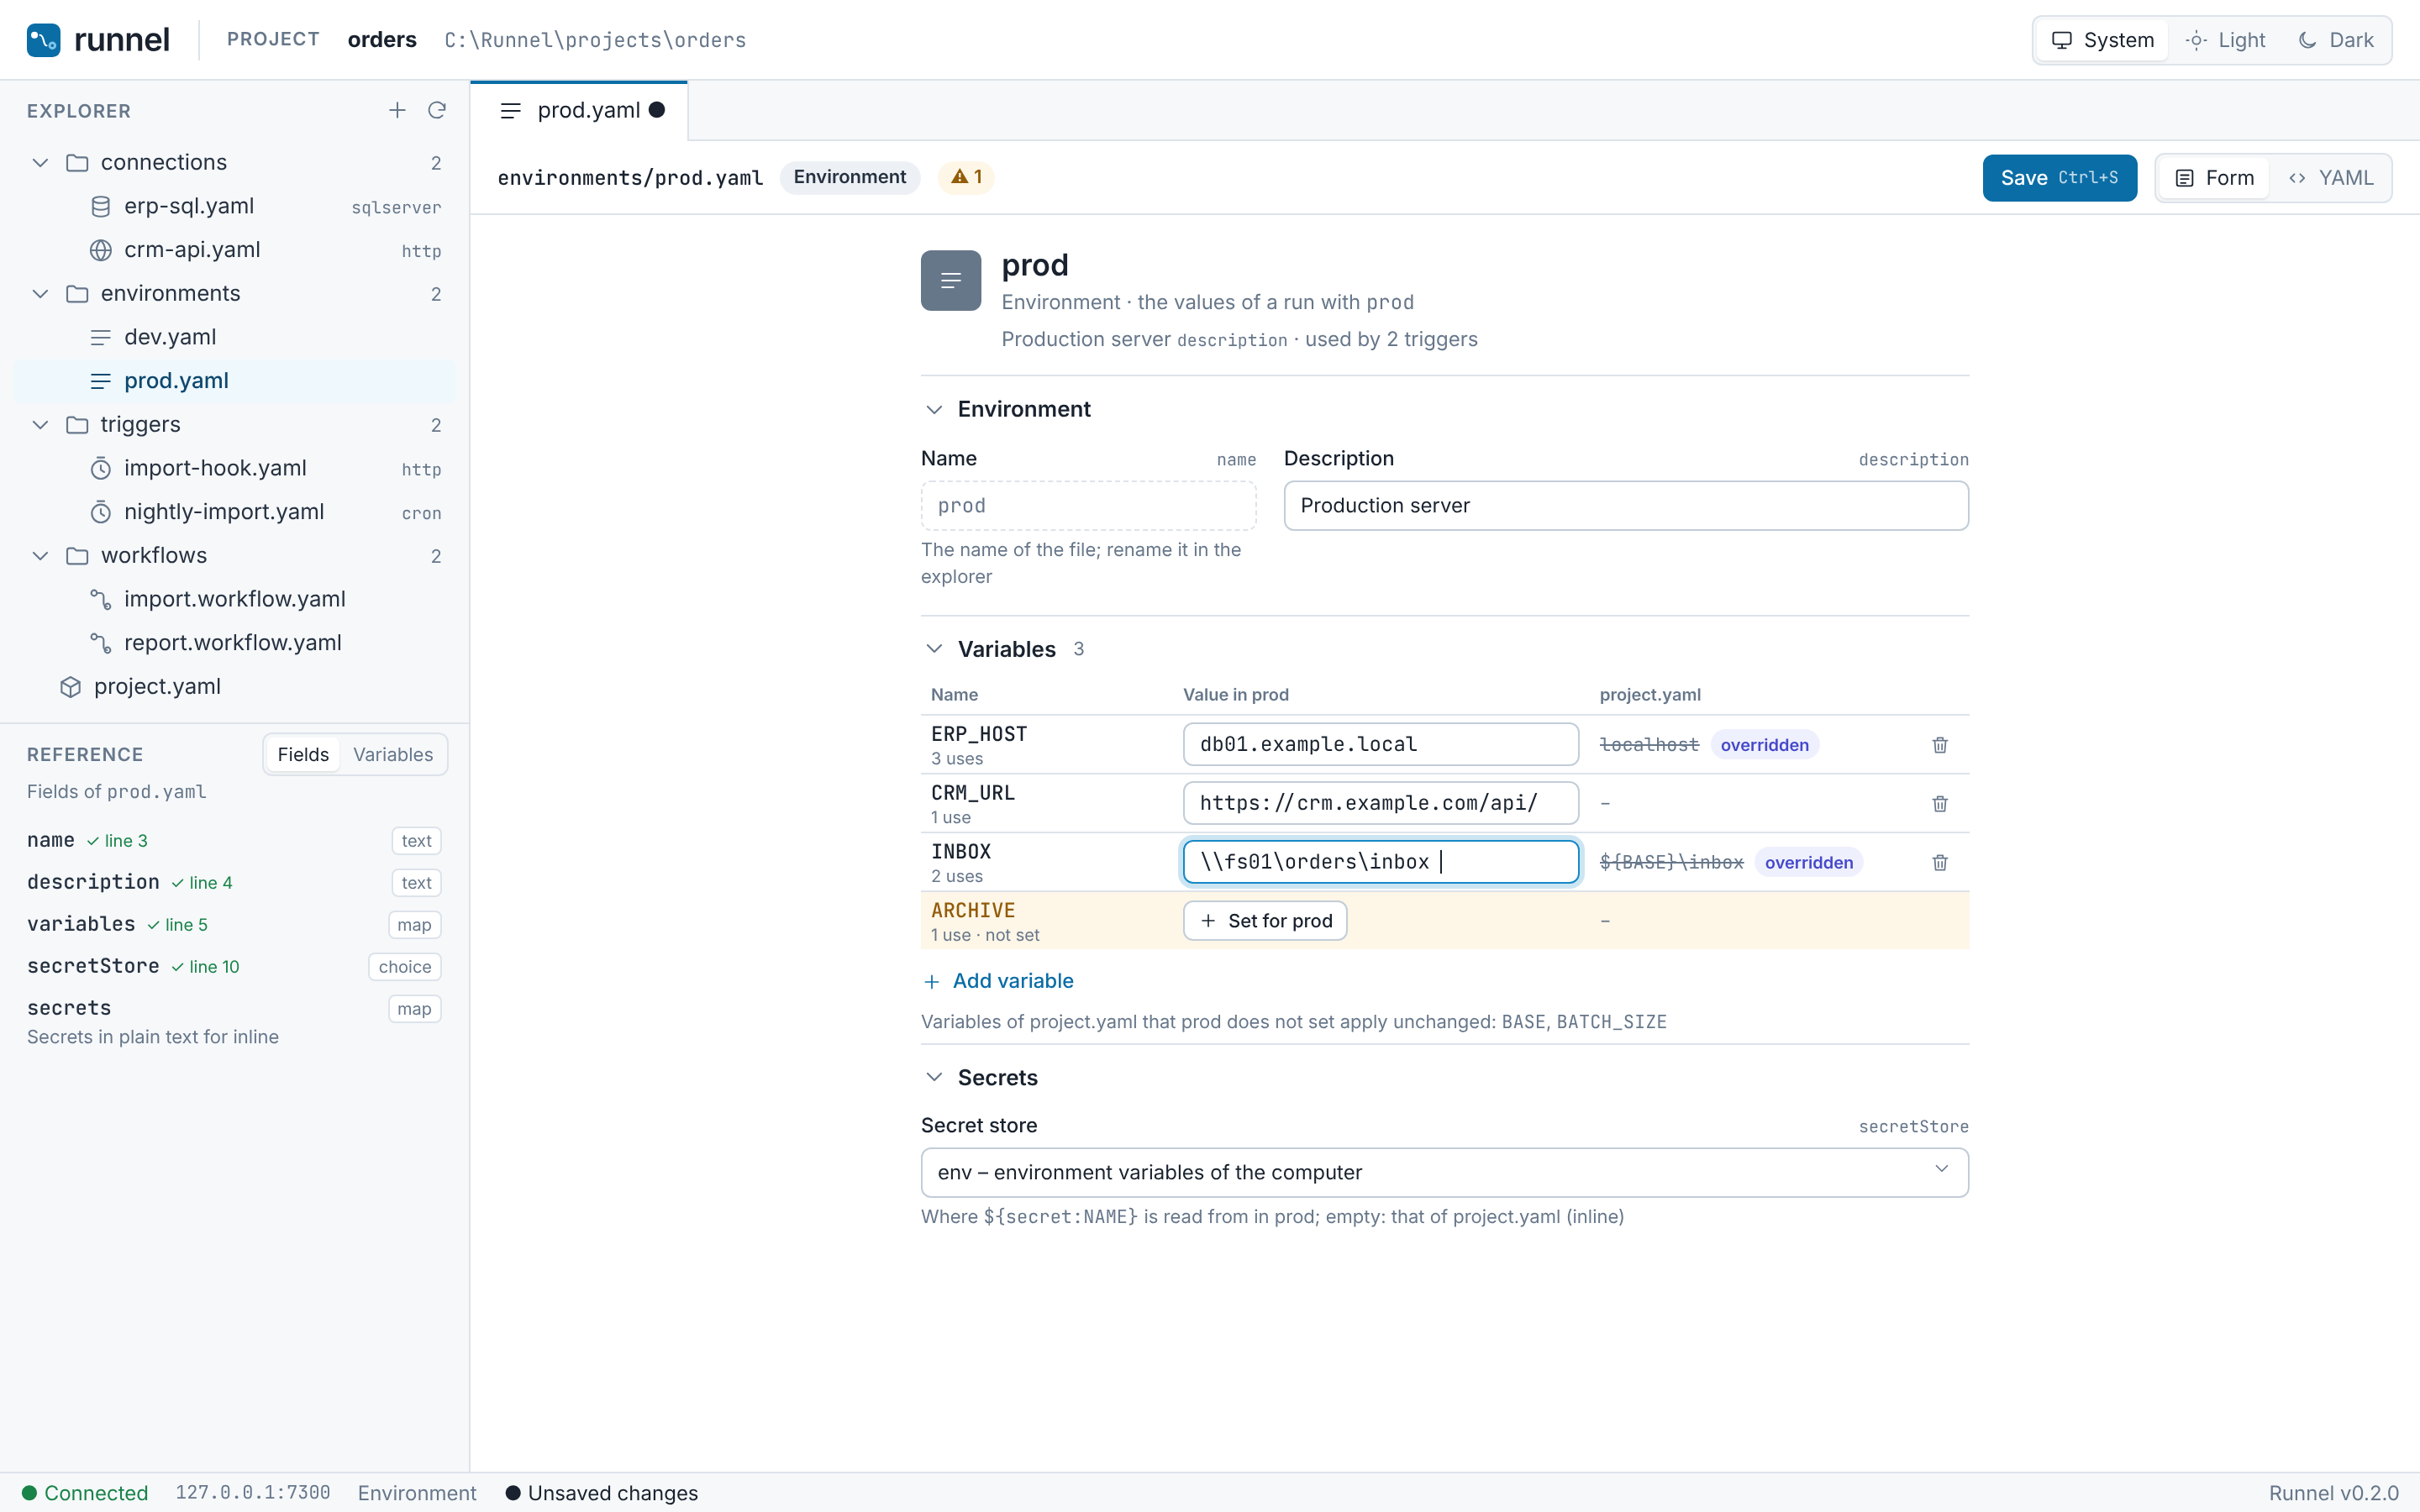 runnel PROJECT orders C:\Runnel\projects\orders System Light Dark
EXPLORER
connections 2
erp-sql.yaml sqlserver
crm-api.yaml http
environments 2
dev.yaml
prod.yaml
triggers 2
import-hook.yaml http
nightly-import.yaml cron
workflows 2
import.workflow.yaml
report.workflow.yaml
project.yaml
REFERENCE Fields Variables
Fields of prod.yaml
name ✓ line 3 text
description ✓ line 4 text
variables ✓ line 5 map
secretStore ✓ line 10 choice
secrets map
Secrets in plain text for inline
prod.yaml
environments/prod.yaml Environment 1 Save Ctrl+S Form YAML
prod
Environment · the values of a run with prod
Production server description · used by 2 triggers
Environment
Name name Description description
prod Production server
The name of the file; rename it in the
explorer
Variables 3
Name Value in prod project.yaml
ERP_HOST db01.example.local localhost overridden
3 uses
CRM_URL https://crm.example.com/api/ –
1 use
INBOX \\fs01\orders\inbox ${BASE}\inbox overridden
2 uses
ARCHIVE + Set for prod –
1 use · not set
+ Add variable
Variables of project.yaml that prod does not set apply unchanged: BASE, BATCH_SIZE
Secrets
Secret store secretStore
env – environment variables of the computer
Where ${secret:NAME} is read from in prod; empty: that of project.yaml (inline)
Connected 127.0.0.1:7300 Environment Unsaved changes Runnel v0.2.0